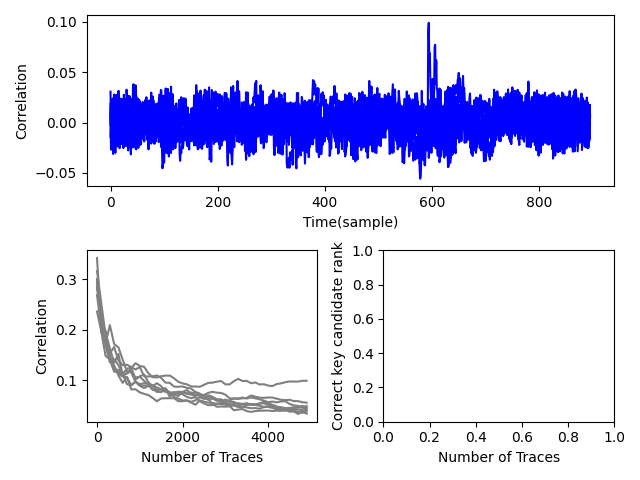 0.10
0.05
0.00
−0.05
Correlation
0 200 400 600 800
Time(sample)
0.3
0.2
0.1
Correlation
0 2000 4000
Number of Traces
1.0
0.8
0.6
0.4
0.2
0.0
Correct key candidate rank
0.0 0.2 0.4 0.6 0.8 1.0
Number of Traces